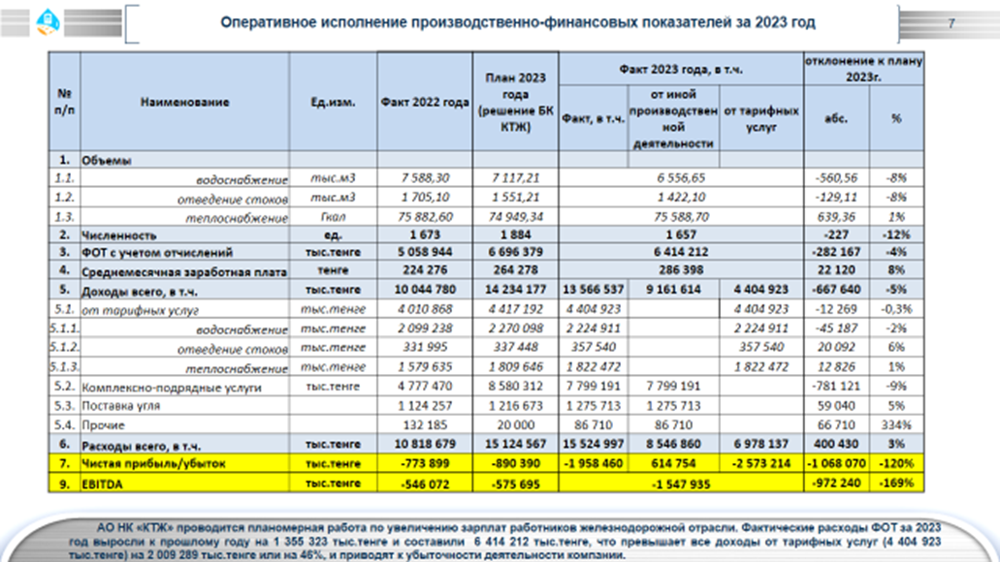 Оперативное исполнение производственно-финансовых показателей за 2023 год
7
№ п/п Наименование Ед.изм. Факт 2022 года План 2023 года (решение БК КТЖ) Факт 2023 года, в т.ч. отклонение к плану 2023г.
Факт, в т.ч. от иной производствен ной деятельности от тарифных услуг абс. %
1. Объемы
1.1. водоснабжение тыс.м3 7 588,30 7 117,21 6 556,65 -560,56 -8%
1.2. отведение стоков тыс.м3 1 705,10 1 551,21 1 422,10 -129,11 -8%
1.3. теплоснабжение Гкал 75 882,60 74 949,34 75 588,70 639,36 1%
2. Численность ед. 1 673 1 884 1 657 -227 -12%
3. ФОТ с учетом отчислений тыс.тенге 5 058 944 6 696 379 6 414 212 -282 167 -4%
4. Среднемесячная заработная плата тенге 224 276 264 278 286 398 22 120 8%
5. Доходы всего, в т.ч. тыс.тенге 10 044 780 14 234 177 13 566 537 9 161 614 4 404 923 -667 640 -5%
5.1. от тарифных услуг тыс.тенге 4 010 868 4 417 192 4 404 923 4 404 923 -12 269 -0,3%
5.1.1. водоснабжение тыс.тенге 2 099 238 2 270 098 2 224 911 2 224 911 -45 187 -2%
5.1.2. отведение стоков тыс.тенге 331 995 337 448 357 540 357 540 20 092 6%
5.1.3. теплоснабжение тыс.тенге 1 579 635 1 809 646 1 822 472 1 822 472 12 826 1%
5.2. Комплексно-подрядные услуги тыс.тенге 4 777 470 8 580 312 7 799 191 7 799 191 -781 121 -9%
5.3. Поставка угля 1 124 257 1 216 673 1 275 713 1 275 713 59 040 5%
5.4. Прочие 132 185 20 000 86 710 86 710 66 710 334%
6. Расходы всего, в т.ч. тыс.тенге 10 818 679 15 124 567 15 524 997 8 546 860 6 978 137 400 430 3%
7. Чистая прибыль/убыток тыс.тенге -773 899 -890 390 -1 958 460 614 754 -2 573 214 -1 068 070 -120%
9. EBITDA тыс.тенге -546 072 -575 695 -1 547 935 -972 240 -169%
АО НК «КТЖ» проводится планомерная работа по увеличению зарплат работников железнодорожной отрасли. Фактические расходы ФОТ за 2023
год выросли к прошлому году на 1 355 323 тыс.тенге и составили 6 414 212 тыс.тенге, что превышает все доходы от тарифных услуг (4 404 923
тыс.тенге) на 2 009 289 тыс.тенге или на 46%, и приводят к убыточности деятельности компании.